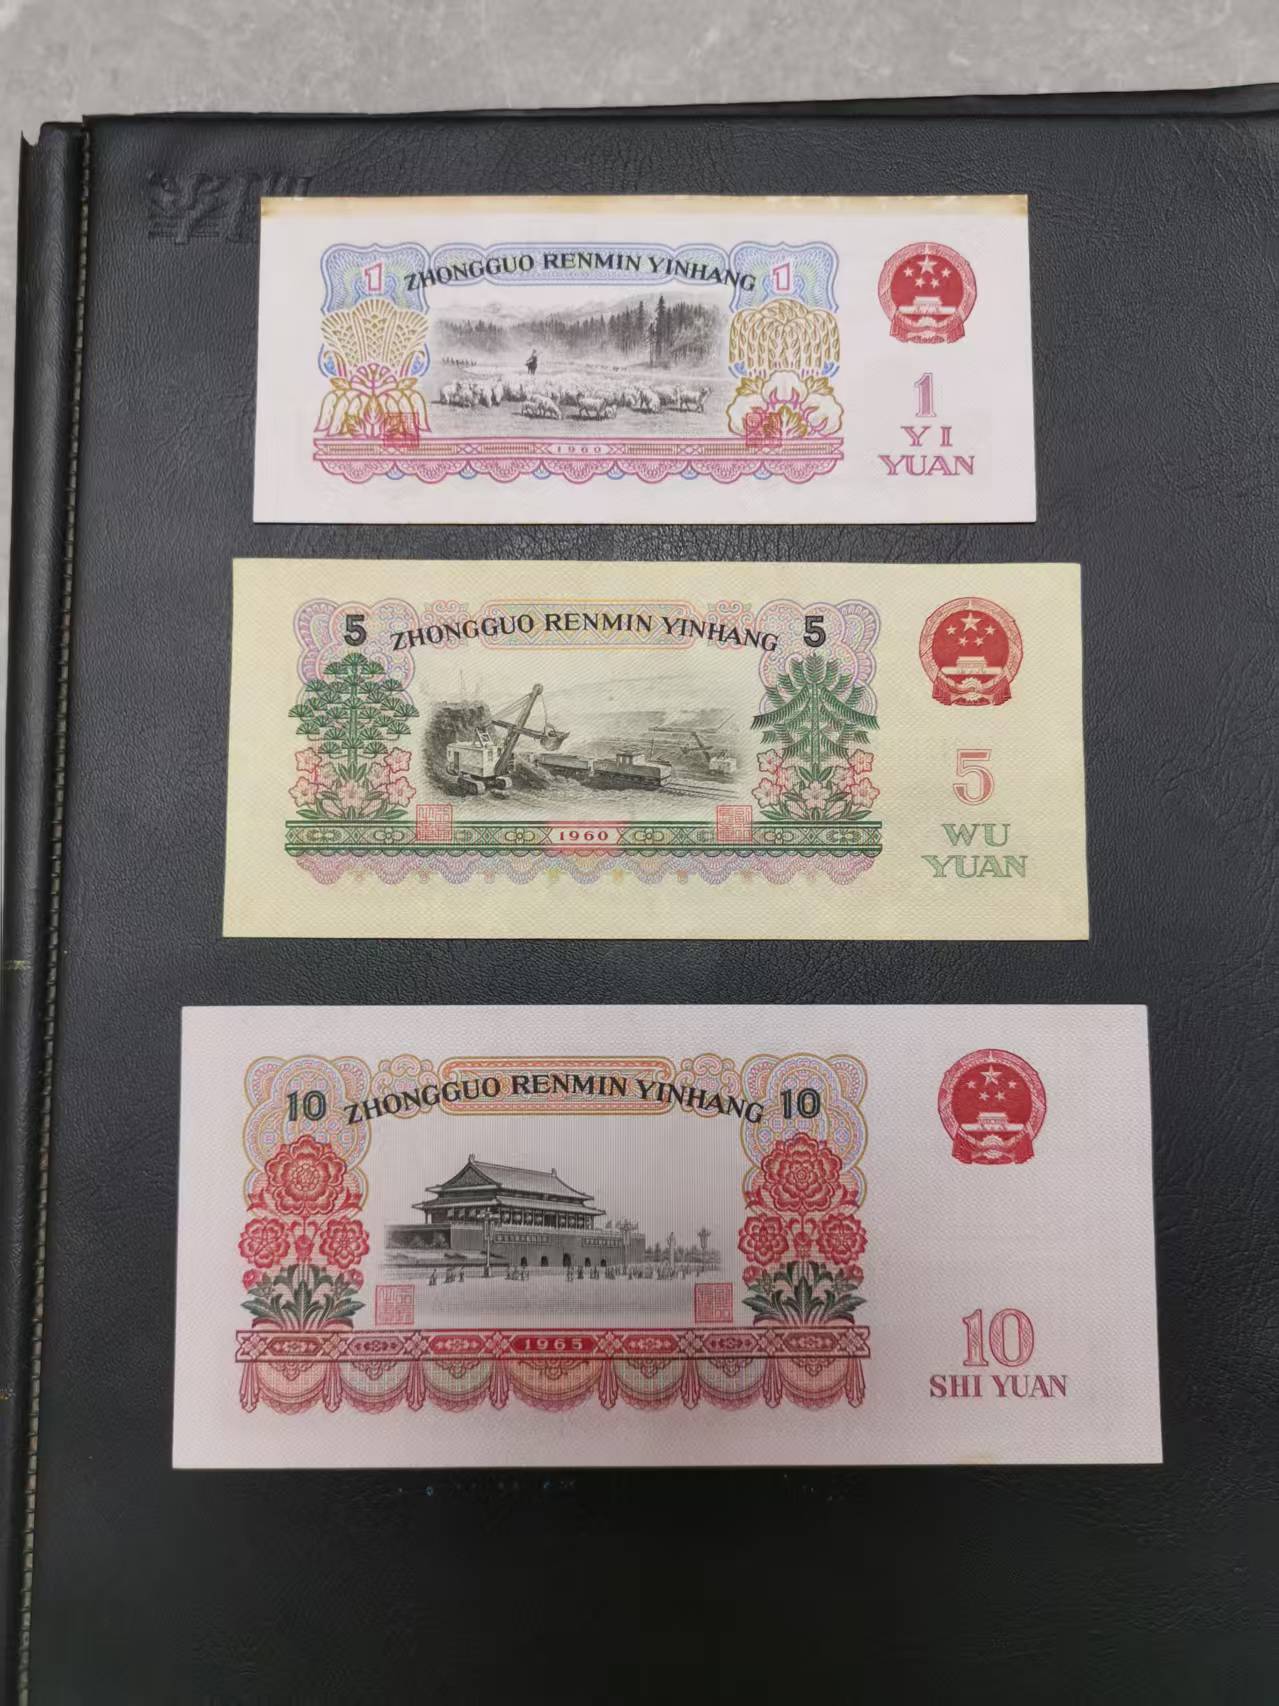 1 ZHONGGUO RENMIN YINHANG 1
1
YI
YUAN
1960
5 ZHONGGUO RENMIN YINHANG 5
5
WU
YUAN
1960
10 ZHONGGUO RENMIN YINHANG 10
10
SHI YUAN
1965